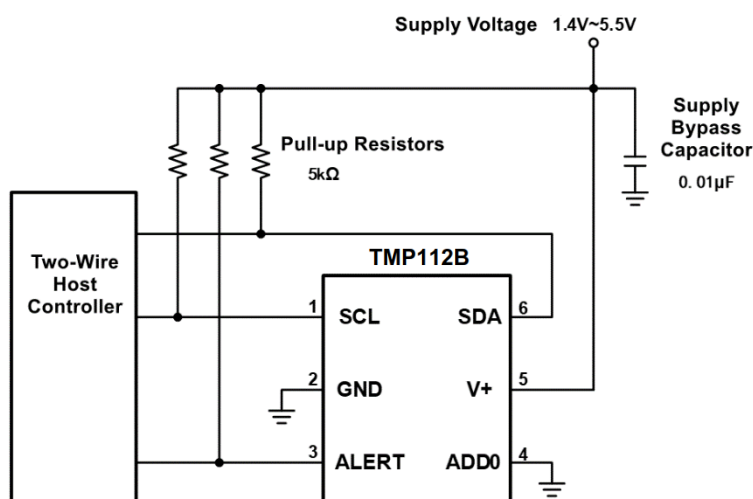 Supply Voltage 1.4V~5.5V
Supply
Bypass
Capacitor
0.01μF
Pull-up Resistors
5kΩ
Two-Wire
Host
Controller
TMP112B
1 SCL SDA 6
2 GND V+ 5
3 ALERT ADD0 4